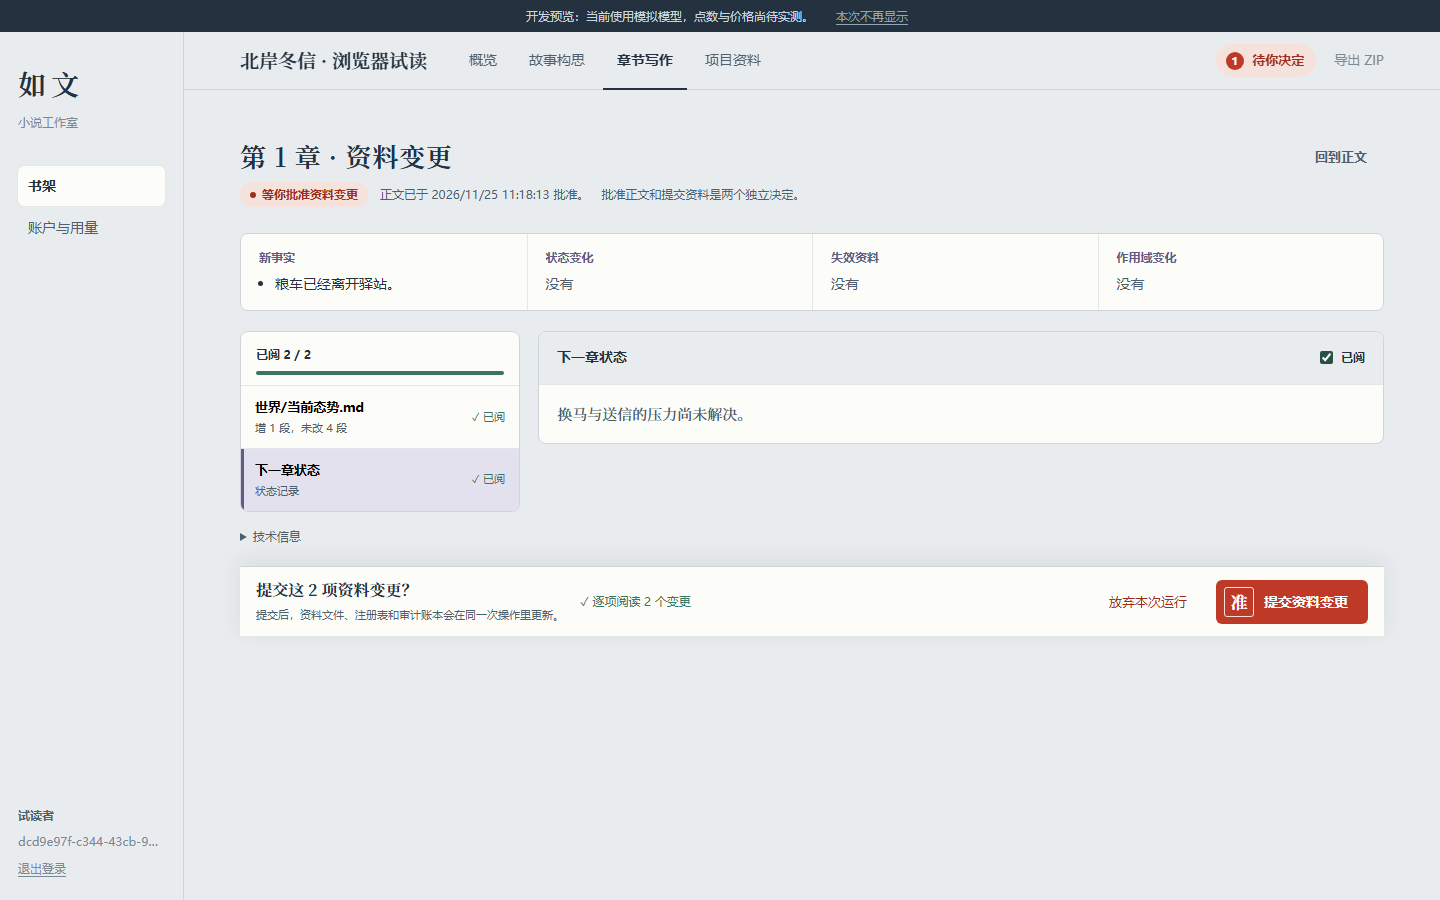 开发预览：当前使用模拟模型，点数与价格尚待实测。 本次不再显示
如文
小说工作室
书架
账户与用量
试读者
dcd9e97f-c344-43cb-9...
退出登录
北岸冬信 · 浏览器试读 概览 故事构思 章节写作 项目资料 1 待你决定 导出 ZIP
第 1 章 · 资料变更 回到正文
等你批准资料变更 正文已于 2026/11/25 11:18:13 批准。 批准正文和提交资料是两个独立决定。
新事实 状态变化 失效资料 作用域变化
• 粮车已经离开驿站。 没有 没有 没有
已阅 2 / 2
世界/当前态势.md ✓ 已阅
增 1 段，未改 4 段
下一章状态 ✓ 已阅
状态记录
下一章状态 已阅
换马与送信的压力尚未解决。
▶ 技术信息
提交这 2 项资料变更？
提交后，资料文件、注册表和审计账本会在同一次操作里更新。
✓ 逐项阅读 2 个变更
放弃本次运行
准 提交资料变更